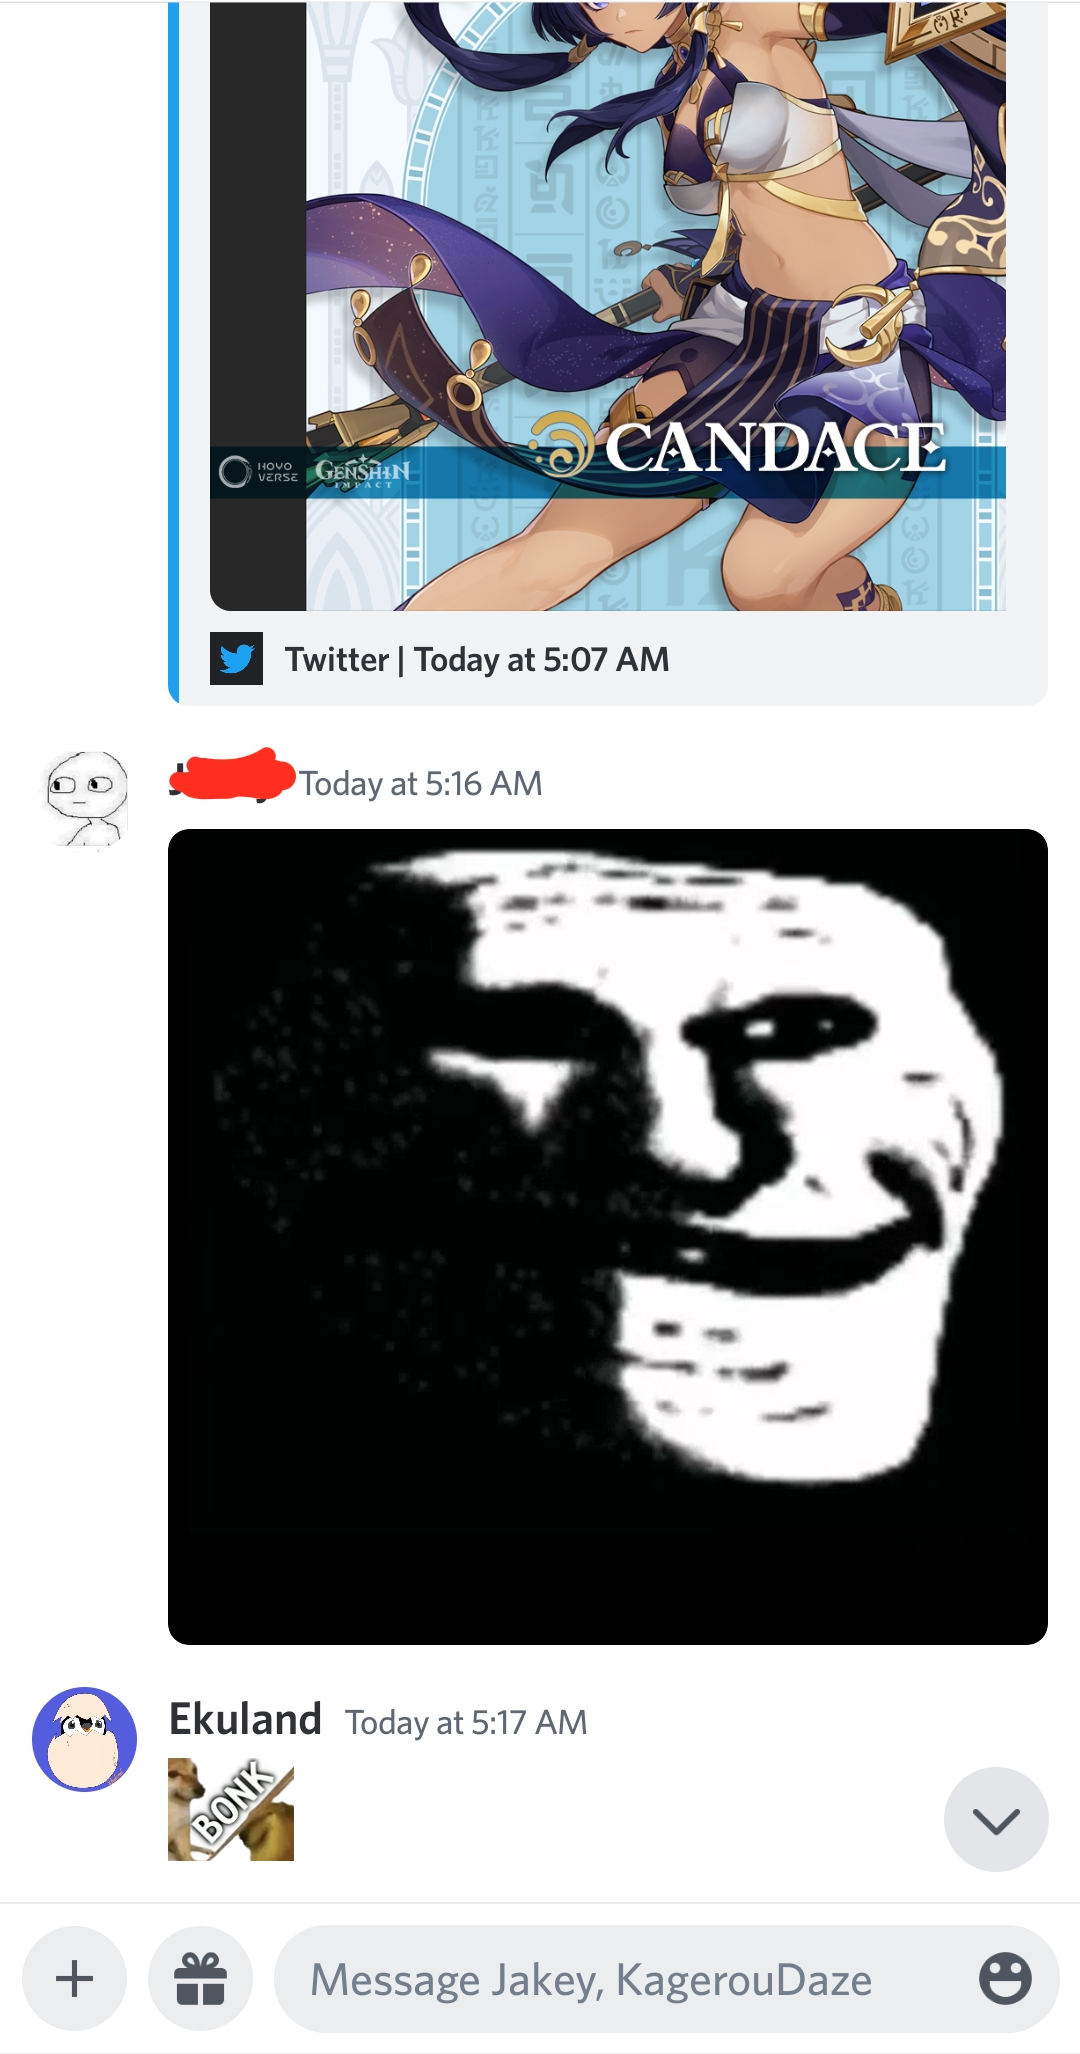 CANDACE
HOYO
VERSE
GENSHIN
IMPACT
Twitter | Today at 5:07 AM
Today at 5:16 AM
Ekuland Today at 5:17 AM
BONK
Message Jakey, KagerouDaze